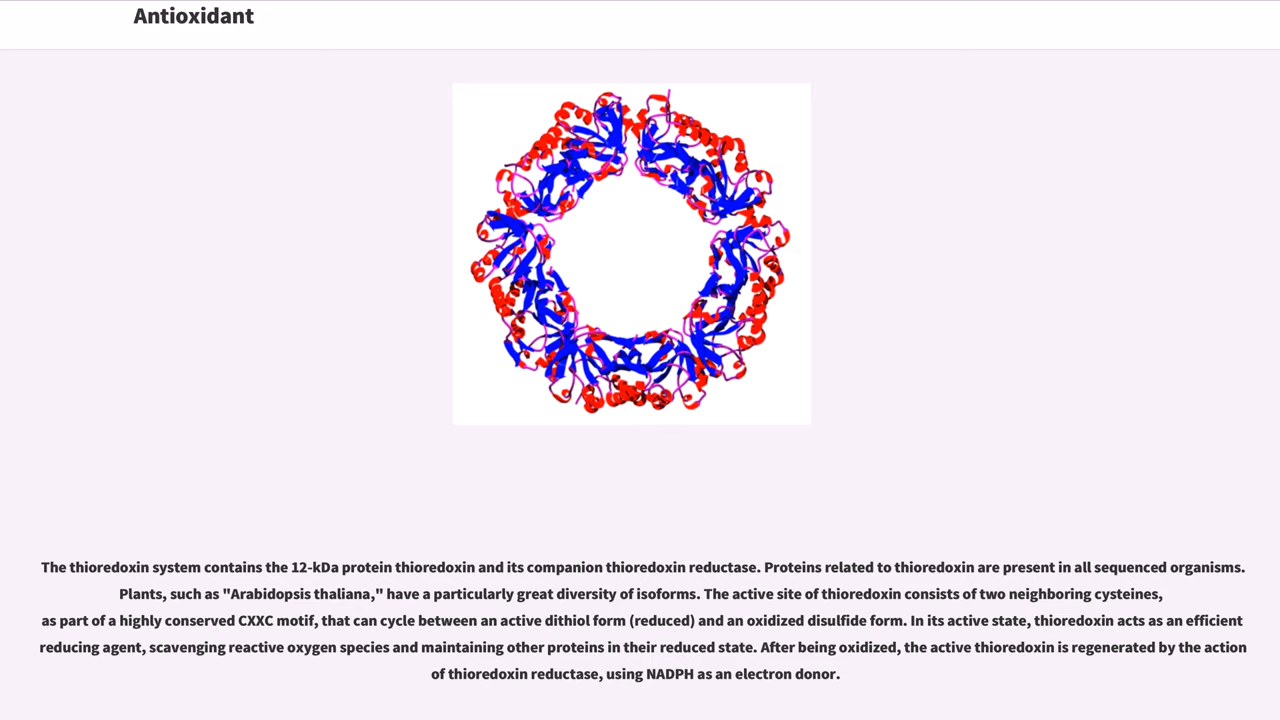 Antioxidant
The thioredoxin system contains the 12-kDa protein thioredoxin and its companion thioredoxin reductase. Proteins related to thioredoxin are present in all sequenced organisms.
Plants, such as "Arabidopsis thaliana," have a particularly great diversity of isoforms. The active site of thioredoxin consists of two neighboring cysteines,
as part of a highly conserved CXXC motif, that can cycle between an active dithiol form (reduced) and an oxidized disulfide form. In its active state, thioredoxin acts as an efficient
reducing agent, scavenging reactive oxygen species and maintaining other proteins in their reduced state. After being oxidized, the active thioredoxin is regenerated by the action
of thioredoxin reductase, using NADPH as an electron donor.